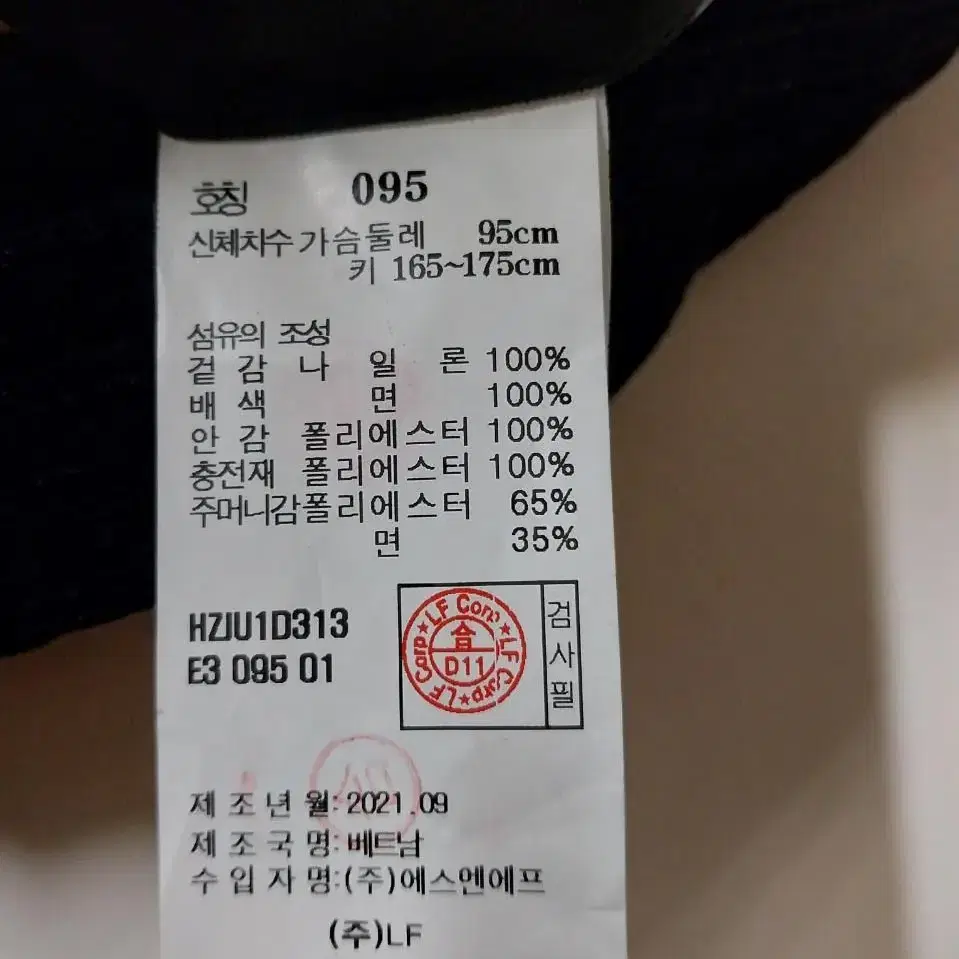 호칭 095
신체치수 가슴둘레 95cm
키 165~175cm
섬유의 조성
겉감 나일론 100%
배색 면 100%
안감 폴리에스터 100%
충전재 폴리에스터 100%
주머니감 폴리에스터 65%
면 35%
HZJU1D313
E3 095 01
LF Corp★LF Corp★LF Corp★
合
D11
검사필
제조년월: 2021.09
제조국명: 베트남
수입자명: (주)에스엔에프
(주)LF